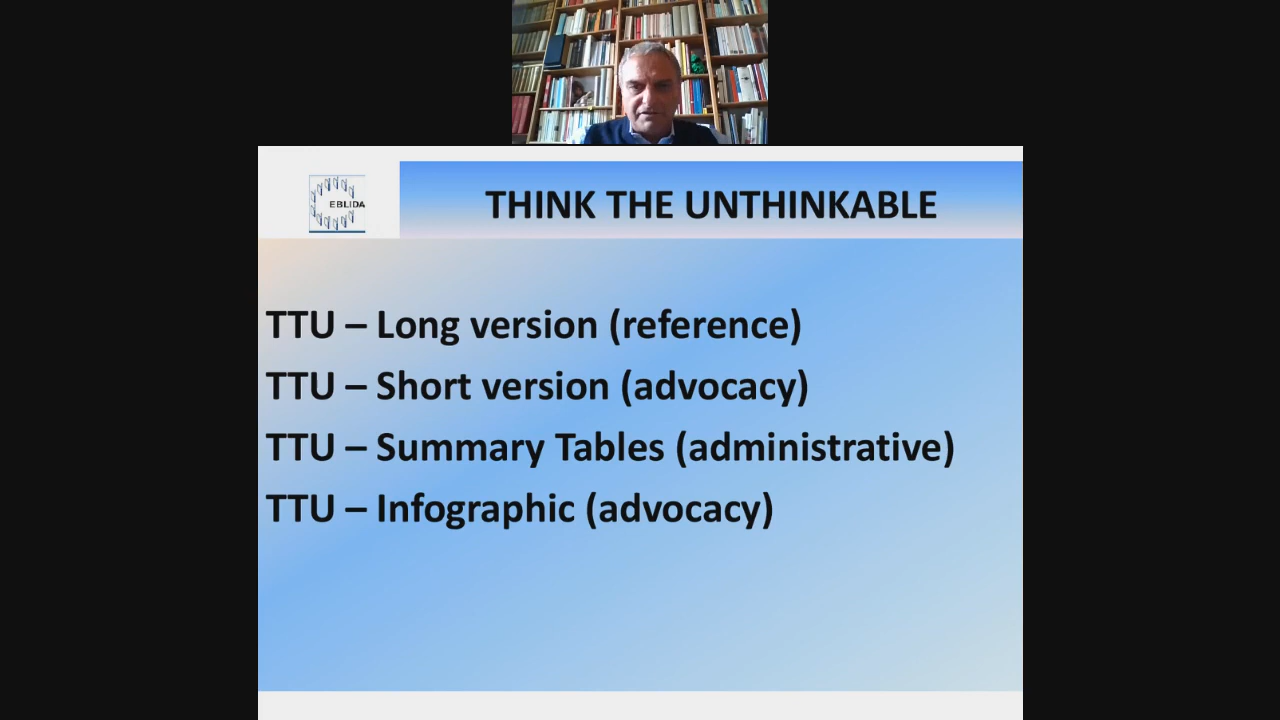 EBLIDA
THINK THE UNTHINKABLE
TTU – Long version (reference)
TTU – Short version (advocacy)
TTU – Summary Tables (administrative)
TTU – Infographic (advocacy)